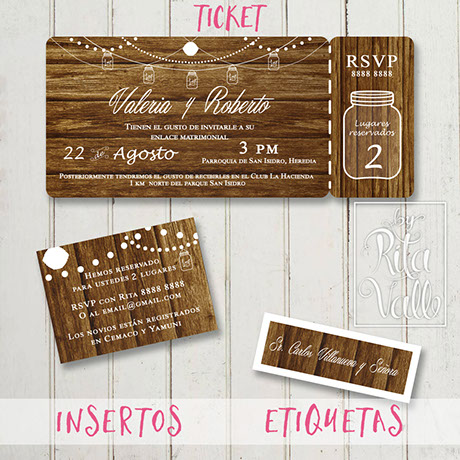 TICKET
Valeria y Roberto
Tienen el gusto de invitarle a su
enlace matrimonial
22 de Agosto
3 PM
Parroquia de San Isidro, Heredia
Posteriormente tendremos el gusto de recibirles en el Club La Hacienda
1 km norte del parque San Isidro
RSVP
8888 8888
Lugares
reservados
2
by
Rita
Valle
Hemos reservado
para ustedes 2 lugares
RSVP con Rita 8888 8888
o al email@gmail.com
Los novios están registrados
en Cemaco y Yamuni
Sr. Carlos Villanueva y Señora
INSERTOS
ETIQUETAS